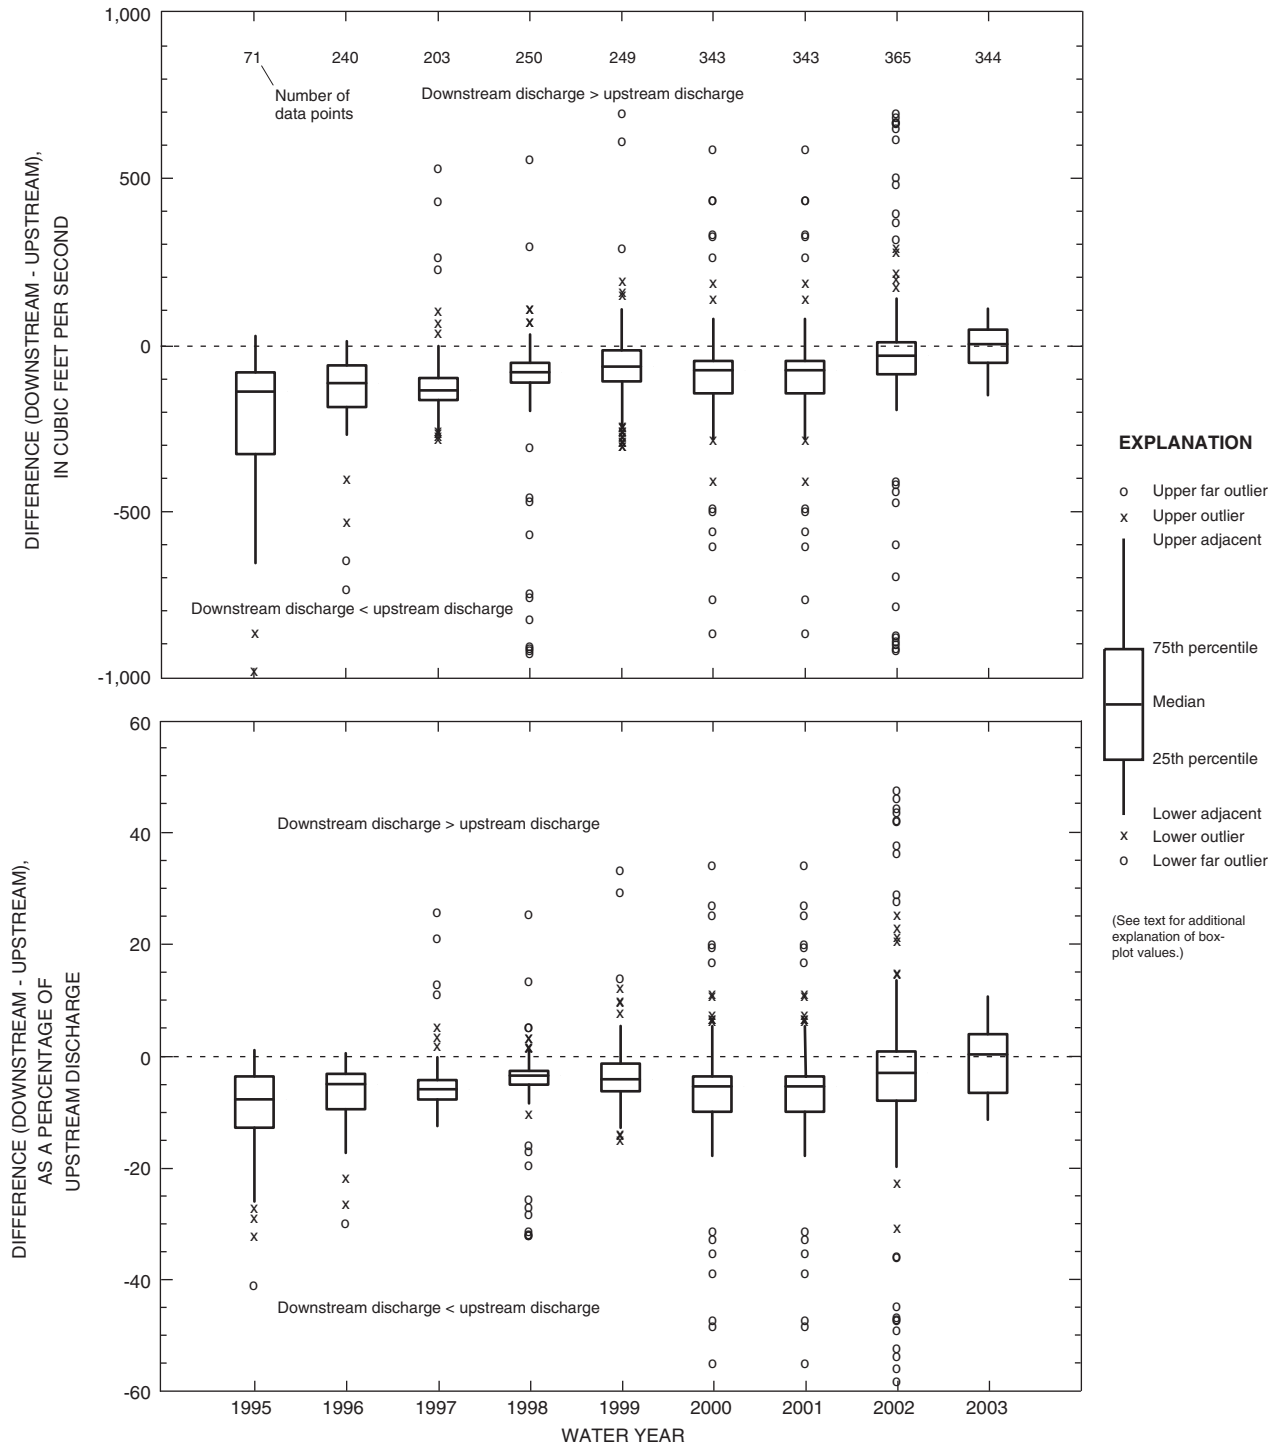 1,000
71 240 203 250 249 343 343 365 344
Number of
data points
Downstream discharge > upstream discharge
500
0
-500
-1,000
DIFFERENCE (DOWNSTREAM - UPSTREAM),
IN CUBIC FEET PER SECOND
Downstream discharge < upstream discharge
60
40
20
0
-20
-40
-60
DIFFERENCE (DOWNSTREAM - UPSTREAM),
AS A PERCENTAGE OF
UPSTREAM DISCHARGE
Downstream discharge > upstream discharge
Downstream discharge < upstream discharge
1995 1996 1997 1998 1999 2000 2001 2002 2003
WATER YEAR
EXPLANATION
o Upper far outlier
x Upper outlier
Upper adjacent
75th percentile
Median
25th percentile
Lower adjacent
x Lower outlier
o Lower far outlier
(See text for additional
explanation of box-
plot values.)